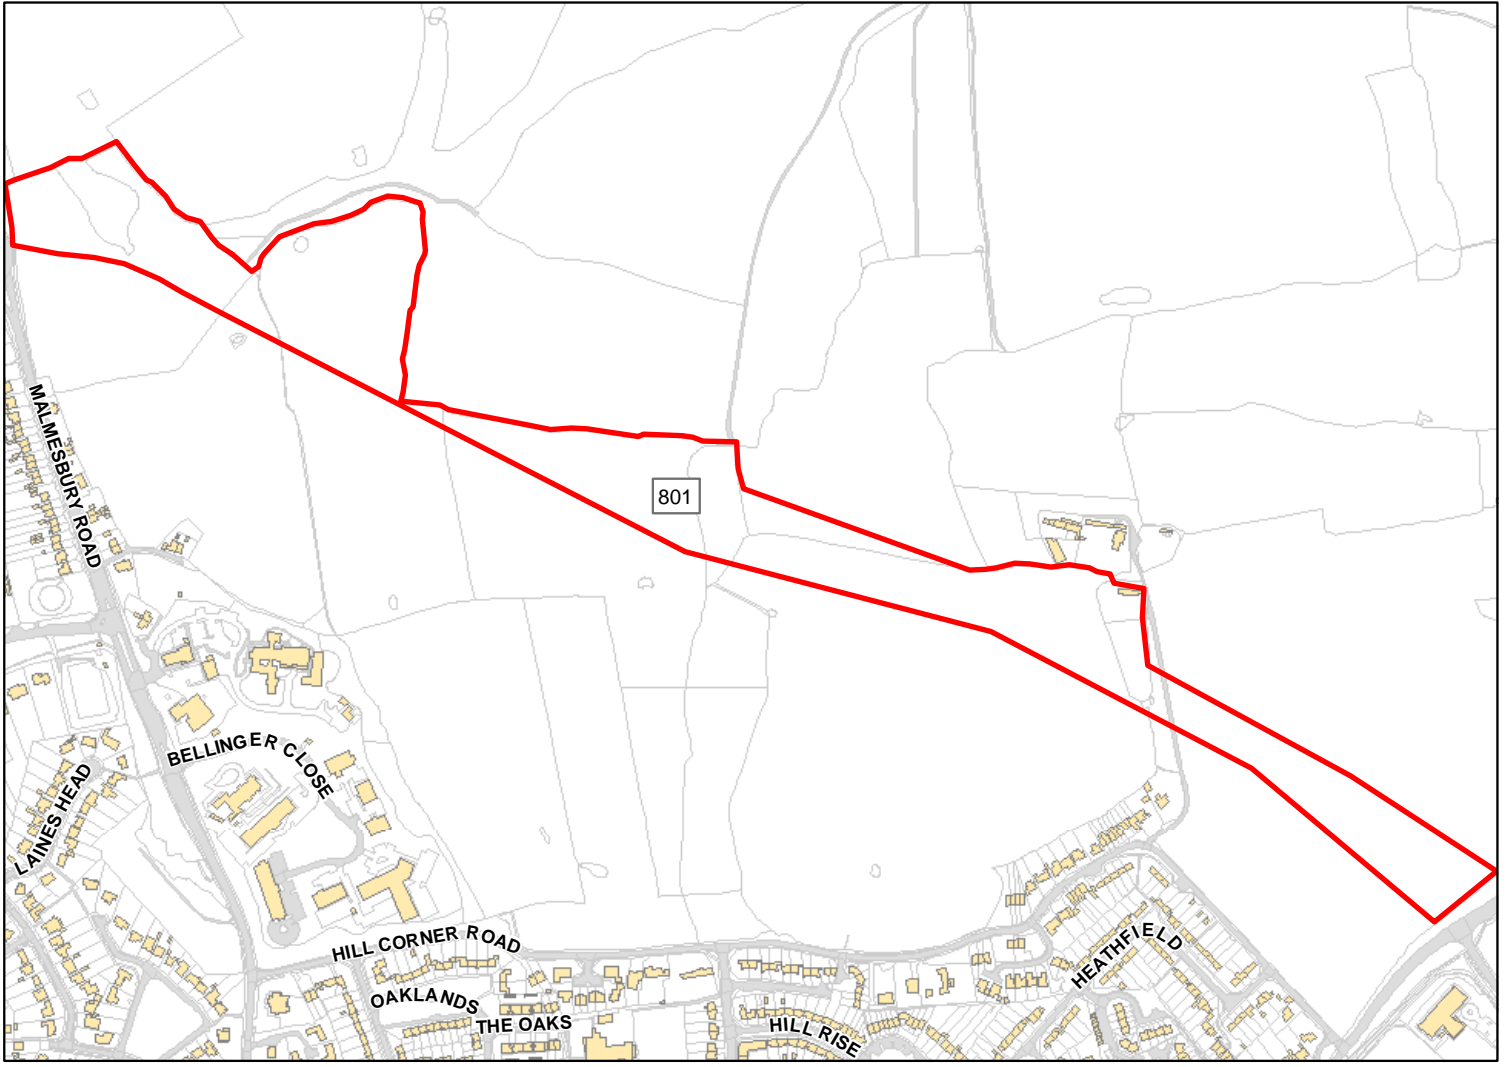 MALMESBURY ROAD
801
BELLINGER CLOSE
LAINES HEAD
HILL CORNER ROAD
HEATHFIELD
OAKLANDS
THE OAKS
HILL RISE